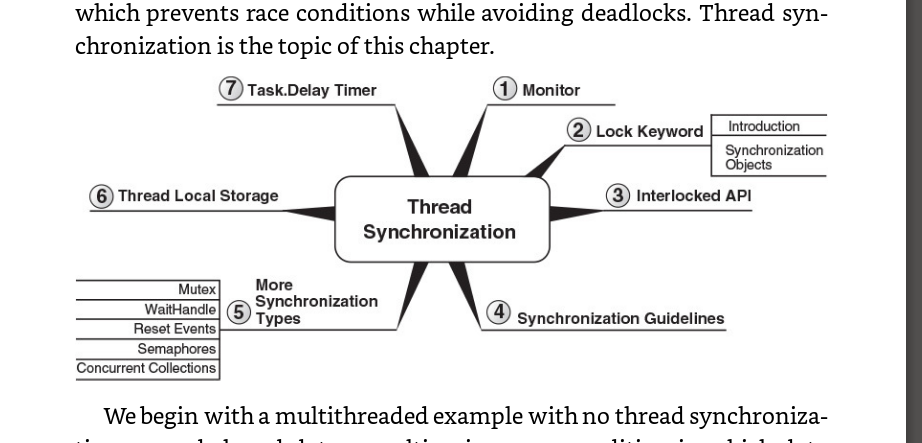 which prevents race conditions while avoiding deadlocks. Thread syn-
chronization is the topic of this chapter.
7 Task.Delay Timer
1 Monitor
2 Lock Keyword
Introduction
Synchronization
Objects
6 Thread Local Storage
3 Interlocked API
Thread
Synchronization
Mutex
WaitHandle
Reset Events
Semaphores
Concurrent Collections
5 More
Synchronization
Types
4 Synchronization Guidelines
We begin with a multithreaded example with no thread synchroniza-